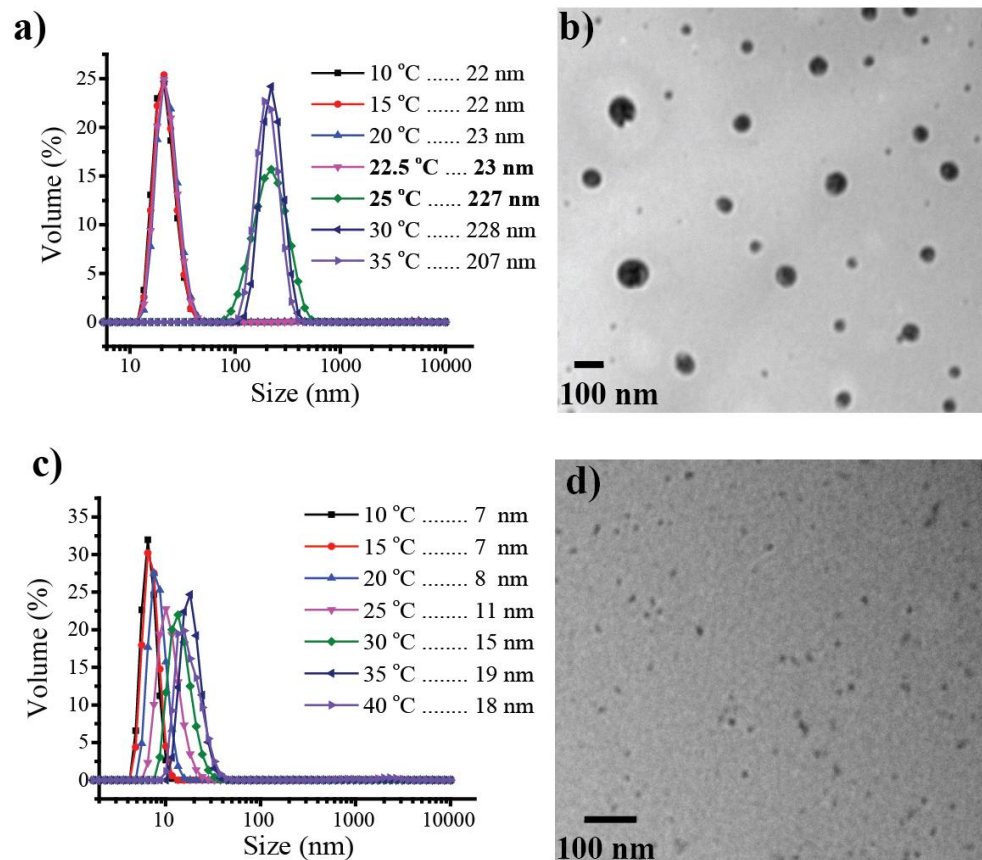 a)
25
20
15
10
5
0
Volume (%)
10 100 1000 10000
Size (nm)
10 °C ...... 22 nm
15 °C ...... 22 nm
20 °C ...... 23 nm
22.5 °C .... 23 nm
25 °C ...... 227 nm
30 °C ...... 228 nm
35 °C ...... 207 nm
b)
100 nm
c)
35
30
25
20
15
10
5
0
Volume (%)
10 100 1000 10000
Size (nm)
10 °C ........ 7 nm
15 °C ........ 7 nm
20 °C ........ 8 nm
25 °C ........ 11 nm
30 °C ........ 15 nm
35 °C ........ 19 nm
40 °C ........ 18 nm
d)
100 nm